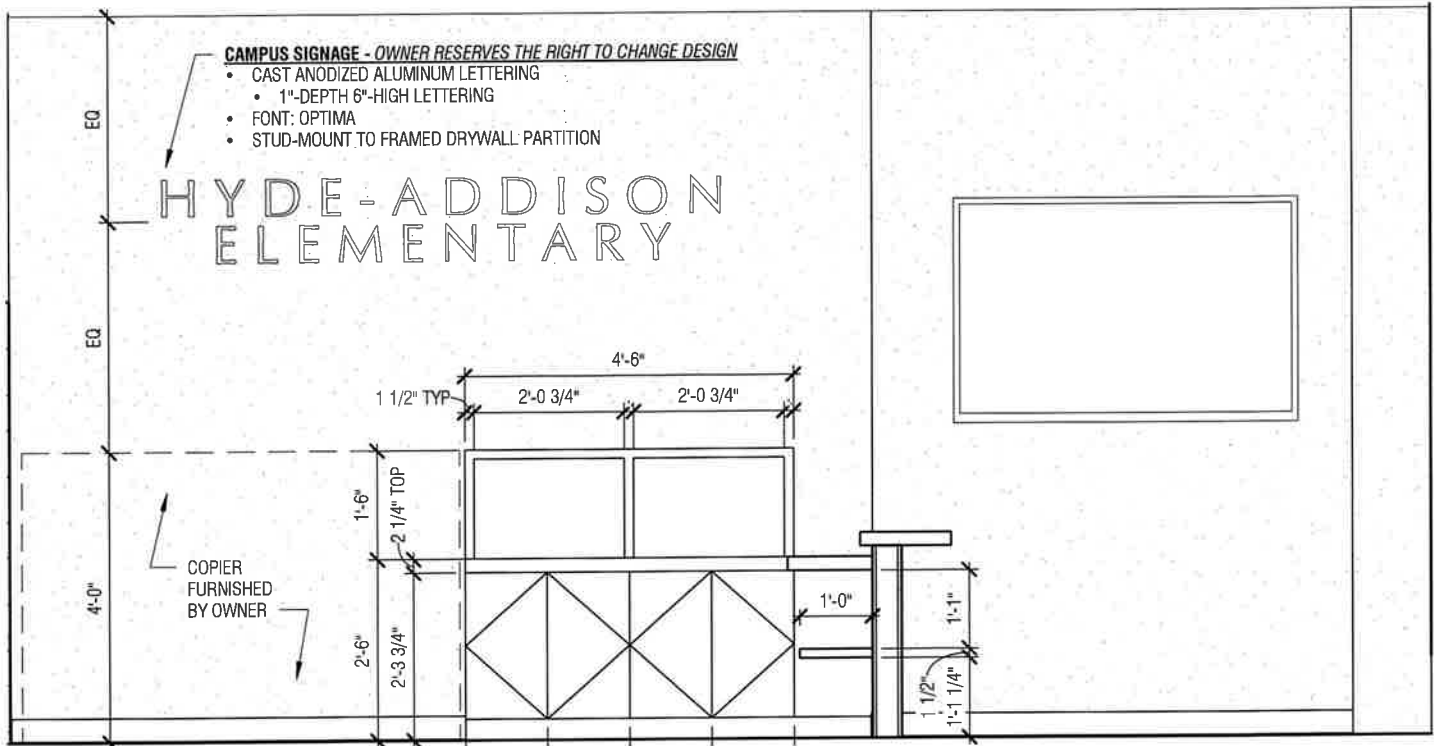 CAMPUS SIGNAGE - OWNER RESERVES THE RIGHT TO CHANGE DESIGN
• CAST ANODIZED ALUMINUM LETTERING
• 1"-DEPTH 6"-HIGH LETTERING
• FONT: OPTIMA
• STUD-MOUNT TO FRAMED DRYWALL PARTITION
EQ
HYDE-ADDISON
ELEMENTARY
EQ
4'-6"
1 1/2" TYP
2'-0 3/4"
2'-0 3/4"
1'-6"
2 1/4" TOP
COPIER
FURNISHED
BY OWNER
4'-0"
2'-6"
2'-3 3/4"
1'-0"
1'-1"
1 1/2"
1'-1 1/4"